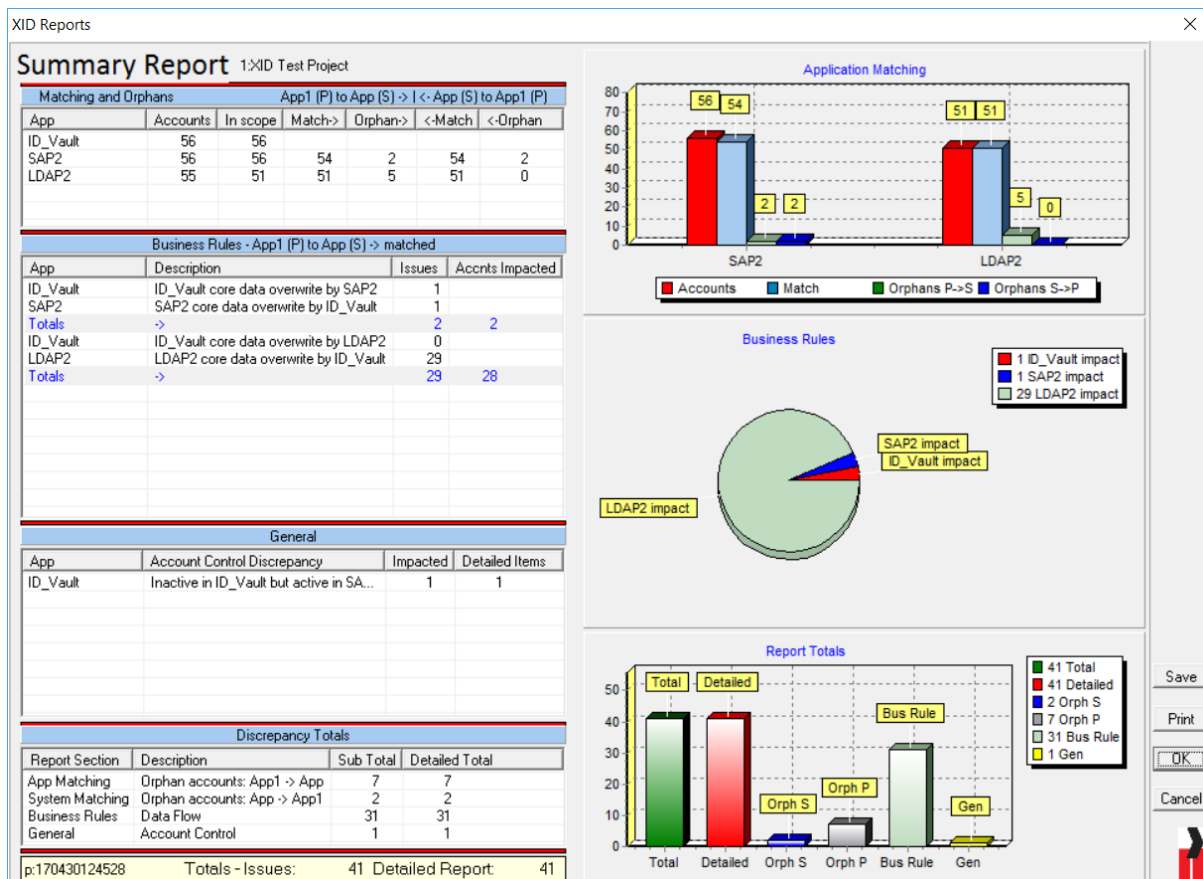 XID Reports
Summary Report 1:XID Test Project
Matching and Orphans App1 (P) to App (S) -> | <- App (S) to App1 (P)
App Accounts In scope Match-> Orphan-> <-Match <-Orphan
ID_Vault 56 56
SAP2 56 56 54 2 54 2
LDAP2 55 51 51 5 51 0
Business Rules - App1 (P) to App (S) -> matched
App Description Issues Accnts Impacted
ID_Vault ID_Vault core data overwrite by SAP2 1
SAP2 SAP2 core data overwrite by ID_Vault 1
Totals -> 2 2
ID_Vault ID_Vault core data overwrite by LDAP2 0
LDAP2 LDAP2 core data overwrite by ID_Vault 29
Totals -> 29 28
General
App Account Control Discrepancy Impacted Detailed Items
ID_Vault Inactive in ID_Vault but active in SA... 1 1
Discrepancy Totals
Report Section Description Sub Total Detailed Total
App Matching Orphan accounts: App1 -> App 7 7
System Matching Orphan accounts: App -> App1 2 2
Business Rules Data Flow 31 31
General Account Control 1 1
p:170430124528 Totals - Issues: 41 Detailed Report: 41
Application Matching
80
70
60
50
40
30
20
10
0
56 54 2 2
51 51 5 0
SAP2 LDAP2
Accounts Match Orphans P->S Orphans S->P
Business Rules
1 ID_Vault impact
1 SAP2 impact
29 LDAP2 impact
SAP2 impact
ID_Vault impact
LDAP2 impact
Report Totals
50
40
30
20
10
0
Total Detailed Orph S Orph P Bus Rule Gen
Total Detailed Orph S Orph P Bus Rule Gen
41 Total
41 Detailed
2 Orph S
7 Orph P
31 Bus Rule
1 Gen
Save
Print
OK
Cancel